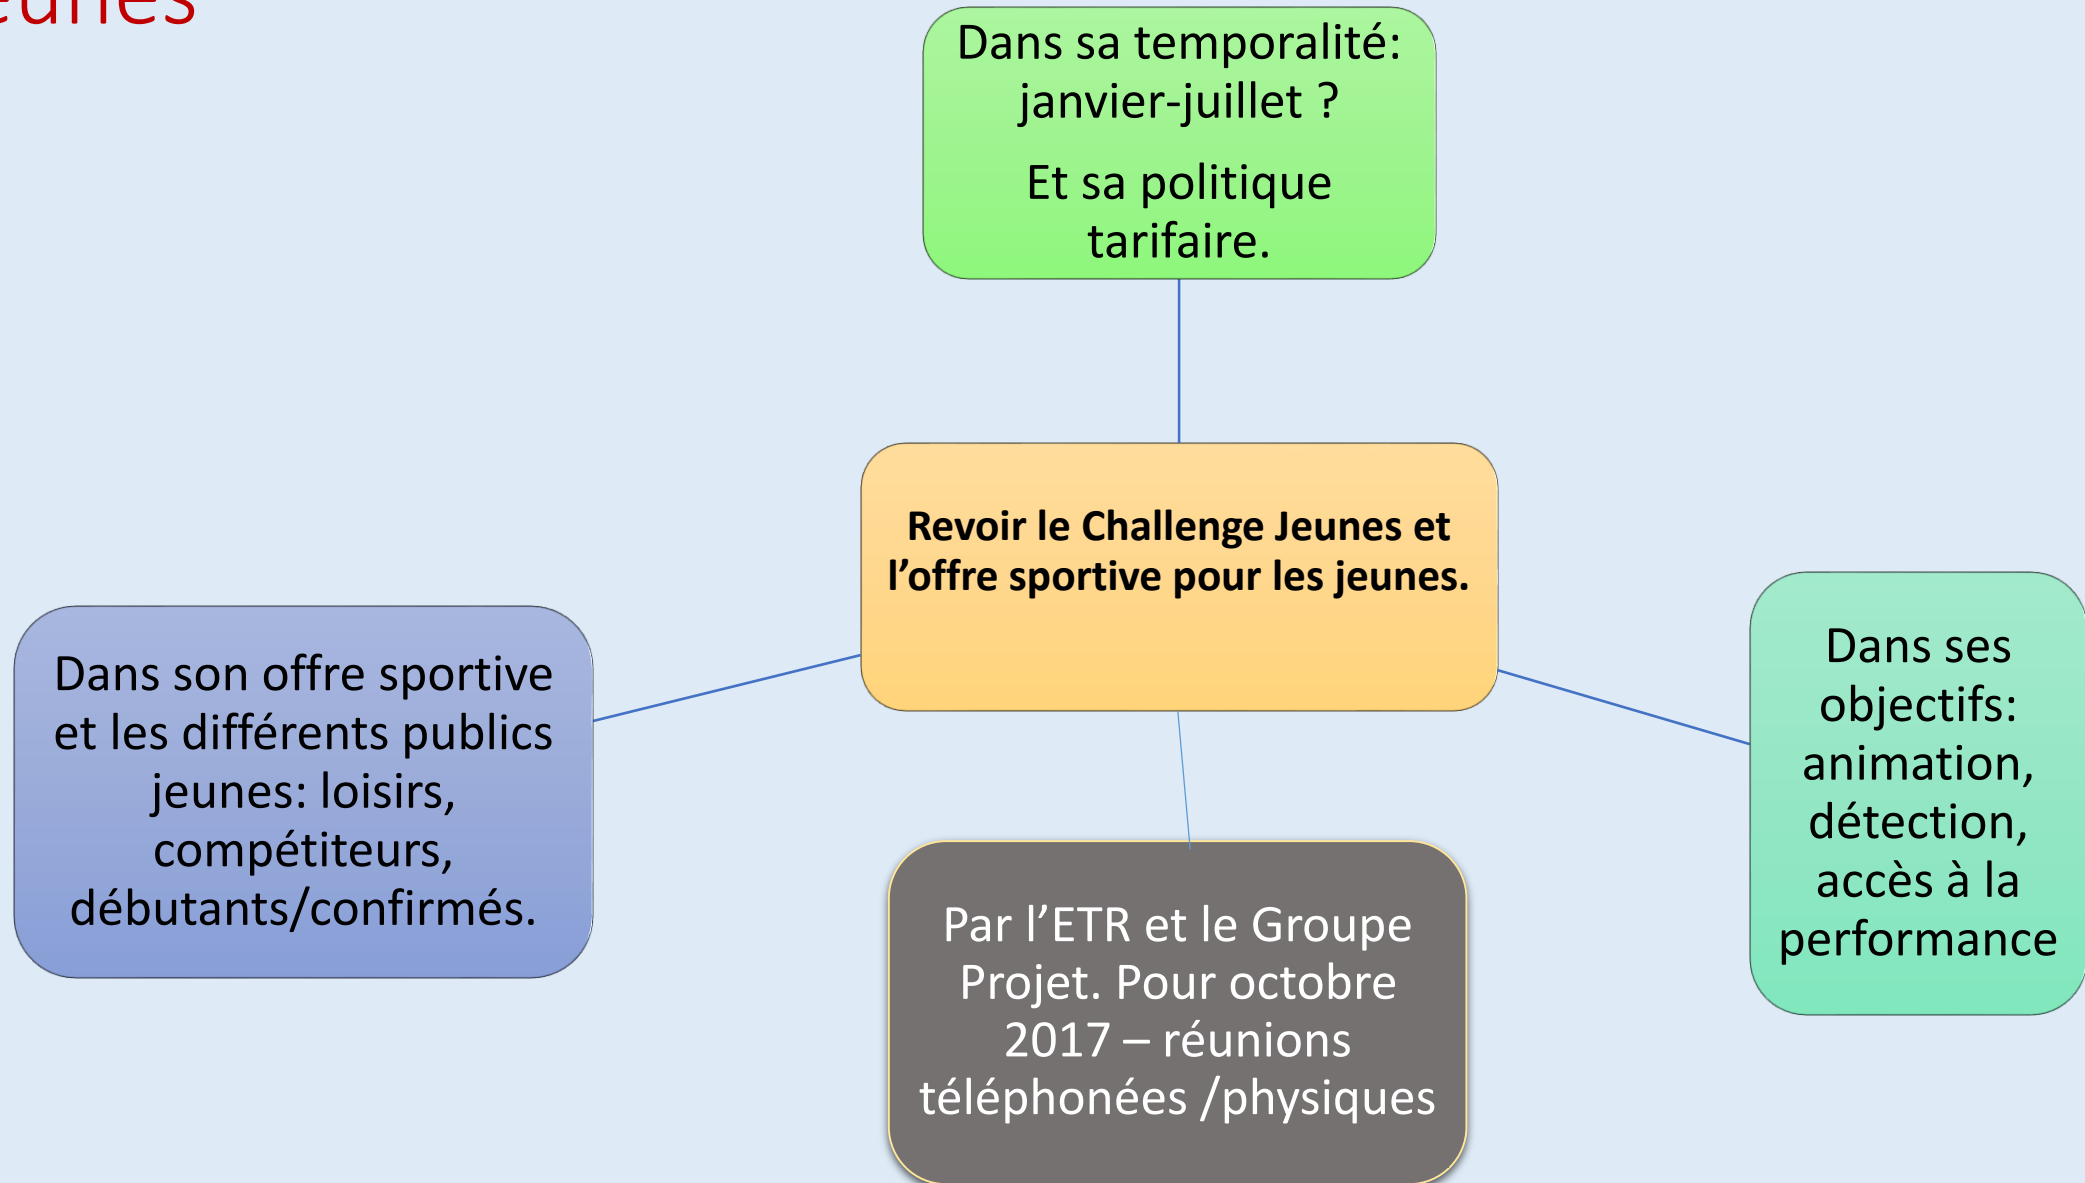 eunes
Dans sa temporalité:
janvier-juillet ?
Et sa politique
tarifaire.
Revoir le Challenge Jeunes et
l’offre sportive pour les jeunes.
Dans son offre sportive
et les différents publics
jeunes: loisirs,
compétiteurs,
débutants/confirmés.
Dans ses
objectifs:
animation,
détection,
accès à la
performance
Par l’ETR et le Groupe
Projet. Pour octobre
2017 – réunions
téléphonées /physiques